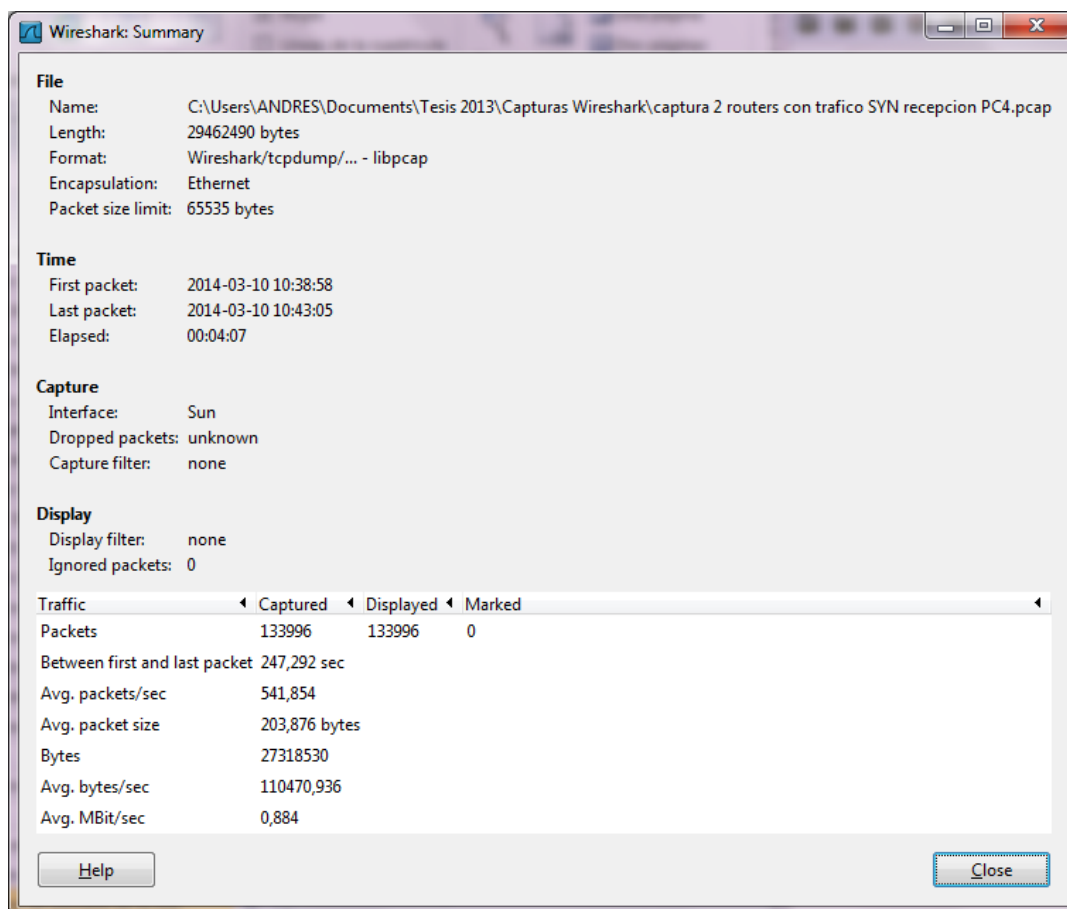 Wireshark: Summary
File
Name: C:\Users\ANDRES\Documents\Tesis 2013\Capturas Wireshark\captura 2 routers con trafico SYN recepcion PC4.pcap
Length: 29462490 bytes
Format: Wireshark/tcpdump/... - libpcap
Encapsulation: Ethernet
Packet size limit: 65535 bytes
Time
First packet: 2014-03-10 10:38:58
Last packet: 2014-03-10 10:43:05
Elapsed: 00:04:07
Capture
Interface: Sun
Dropped packets: unknown
Capture filter: none
Display
Display filter: none
Ignored packets: 0
Traffic Captured Displayed Marked
Packets 133996 133996 0
Between first and last packet 247,292 sec
Avg. packets/sec 541,854
Avg. packet size 203,876 bytes
Bytes 27318530
Avg. bytes/sec 110470,936
Avg. MBit/sec 0,884
Help Close